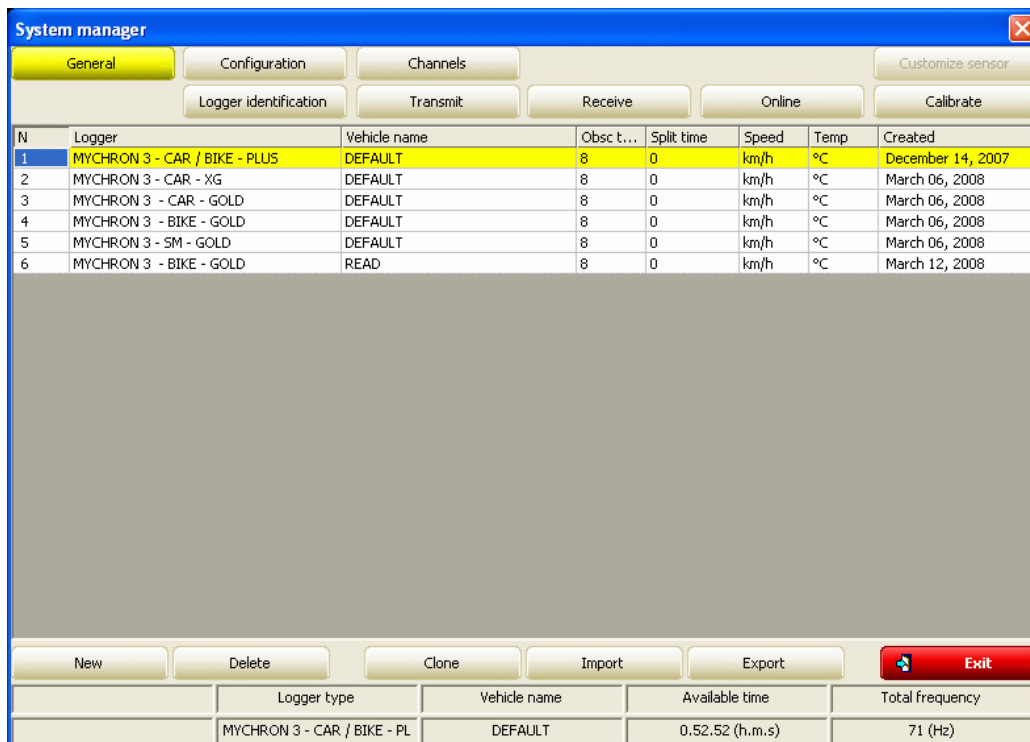 System manager
General Configuration Channels Customize sensor
Logger identification Transmit Receive Online Calibrate
N Logger Vehicle name Obsc t... Split time Speed Temp Created
1 MYCHRON 3 - CAR / BIKE - PLUS DEFAULT 8 0 km/h °C December 14, 2007
2 MYCHRON 3 - CAR - XG DEFAULT 8 0 km/h °C March 06, 2008
3 MYCHRON 3 - CAR - GOLD DEFAULT 8 0 km/h °C March 06, 2008
4 MYCHRON 3 - BIKE - GOLD DEFAULT 8 0 km/h °C March 06, 2008
5 MYCHRON 3 - SM - GOLD DEFAULT 8 0 km/h °C March 06, 2008
6 MYCHRON 3 - BIKE - GOLD READ 8 0 km/h °C March 12, 2008
New Delete Clone Import Export Exit
Logger type Vehicle name Available time Total frequency
MYCHRON 3 - CAR / BIKE - PL DEFAULT 0.52.52 (h.m.s) 71 (Hz)